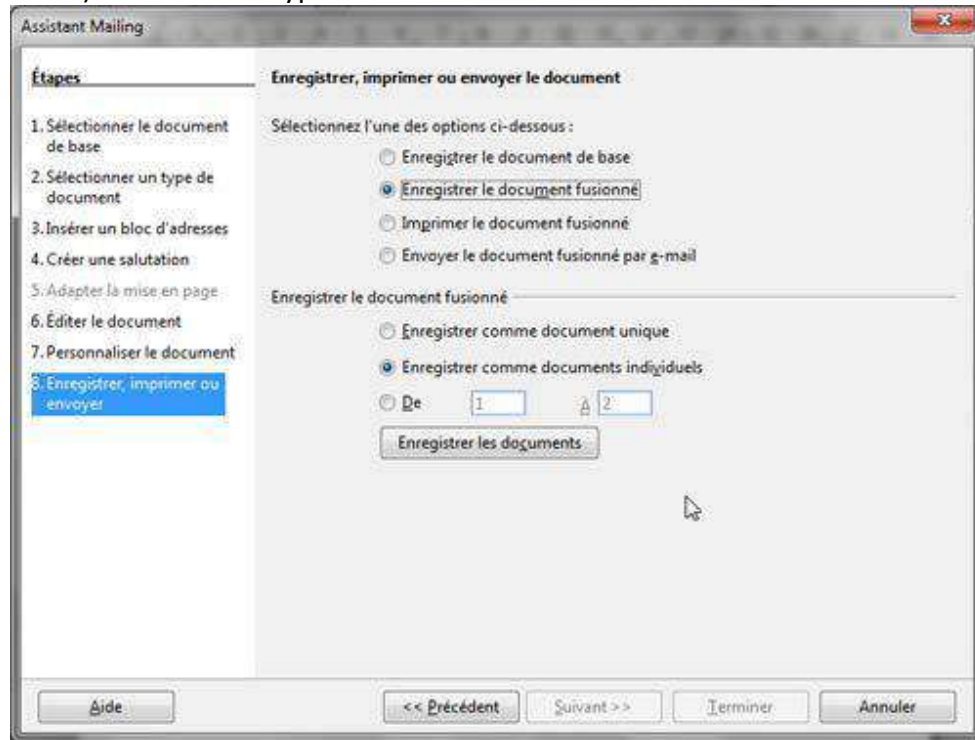 Assistant Mailing
Étapes
1. Sélectionner le document
de base
2. Sélectionner un type de
document
3. Insérer un bloc d'adresses
4. Créer une salutation
5. Adapter la mise en page
6. Éditer le document
7. Personnaliser le document
8. Enregistrer, imprimer ou
envoyer
Enregistrer, imprimer ou envoyer le document
Sélectionnez l'une des options ci-dessous :
Enregistrer le document de base
Enregistrer le document fusionné
Imprimer le document fusionné
Envoyer le document fusionné par e-mail
Enregistrer le document fusionné
Enregistrer comme document unique
Enregistrer comme documents individuels
De 1 À 2
Enregistrer les documents
Aide << Précédent Suivant >> Terminer Annuler